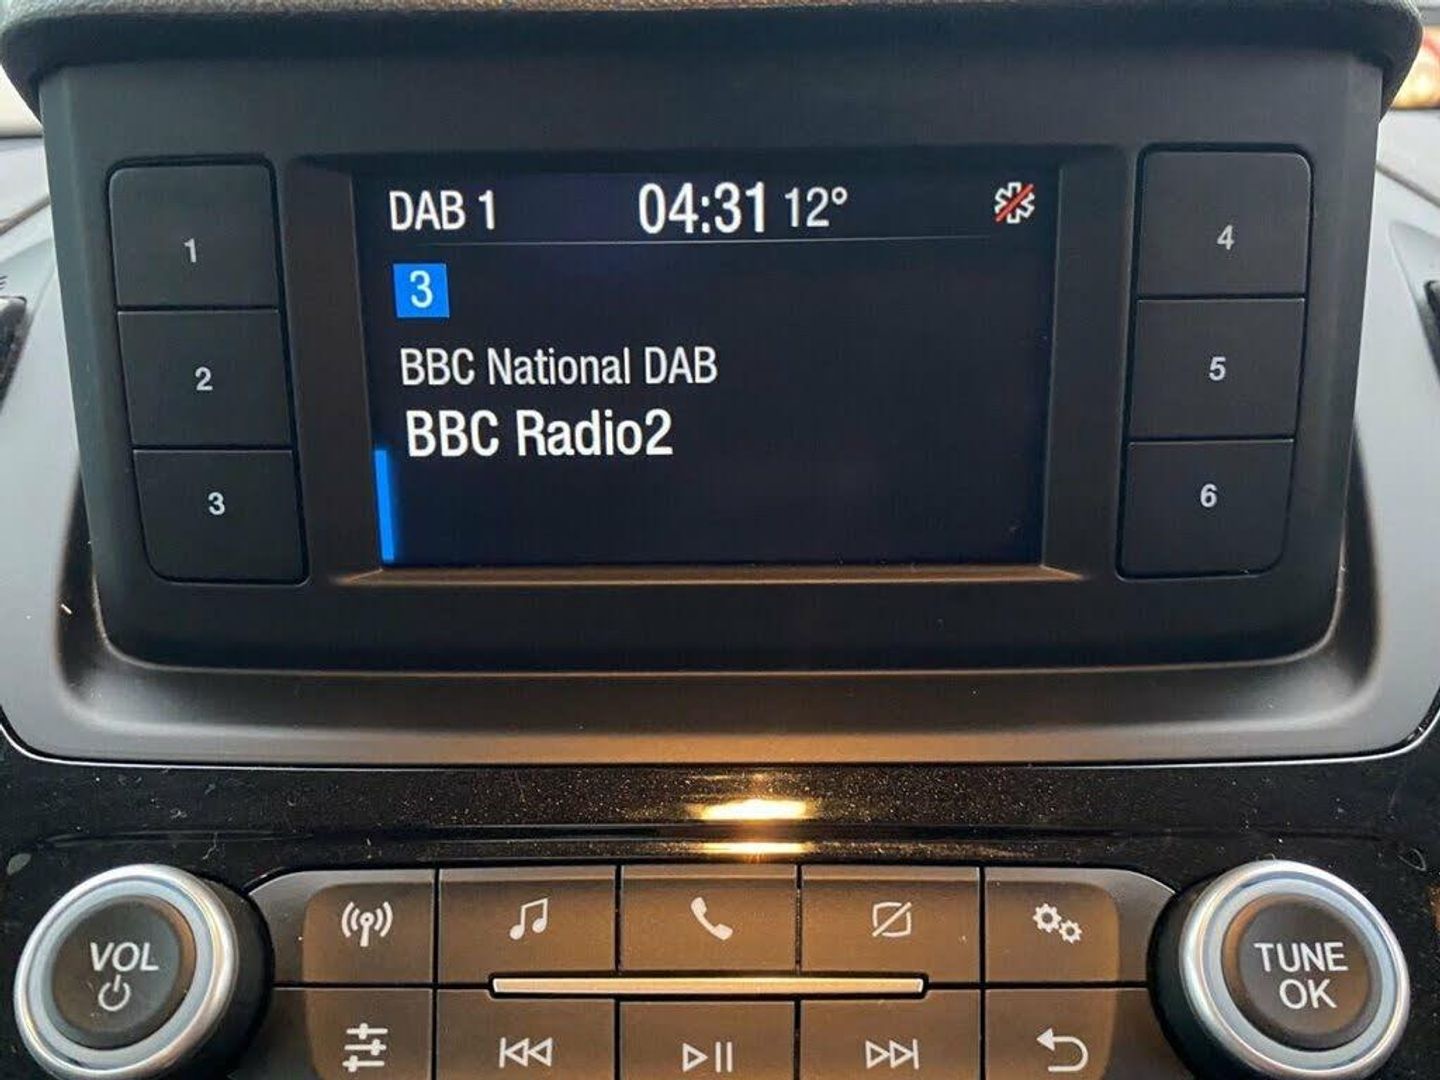 DAB 1 04:31 12°
3
BBC National DAB
BBC Radio2
1
2
3
4
5
6
VOL
TUNE
OK